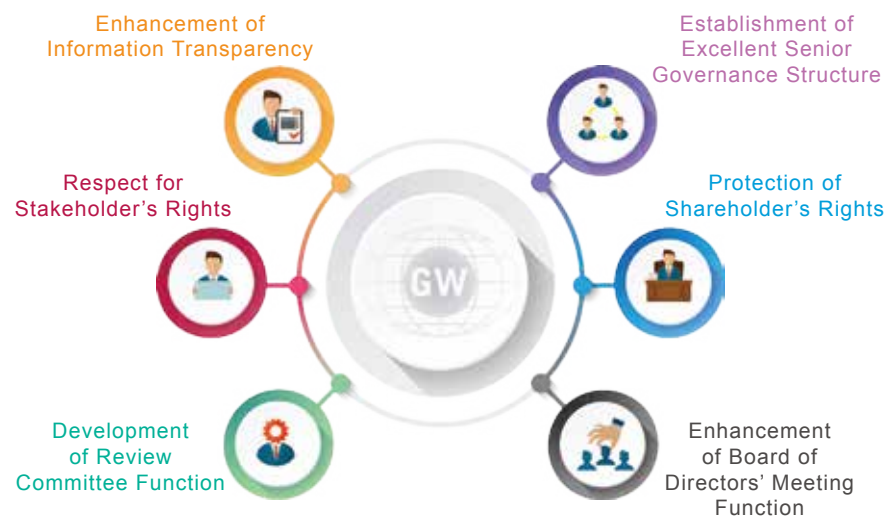 Enhancement of
Information Transparency
Establishment of
Excellent Senior
Governance Structure
Respect for
Stakeholder’s Rights
Protection of
Shareholder’s Rights
GW
Development
of Review
Committee Function
Enhancement
of Board of
Directors’ Meeting
Function